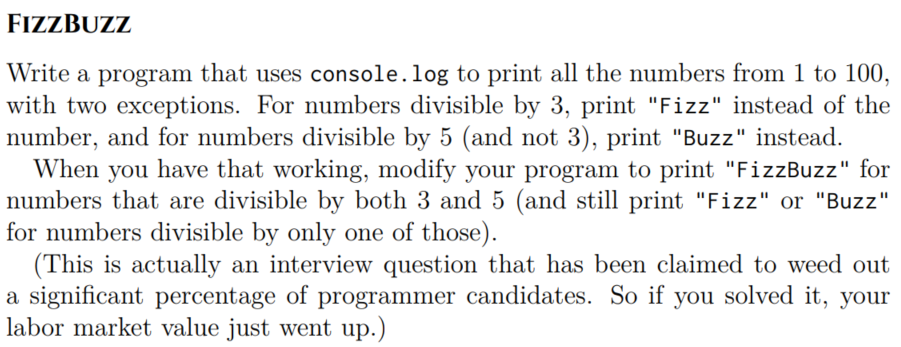 FIZZBUZZ
Write a program that uses console.log to print all the numbers from 1 to 100,
with two exceptions. For numbers divisible by 3, print "Fizz" instead of the
number, and for numbers divisible by 5 (and not 3), print "Buzz" instead.
When you have that working, modify your program to print "FizzBuzz" for
numbers that are divisible by both 3 and 5 (and still print "Fizz" or "Buzz"
for numbers divisible by only one of those).
(This is actually an interview question that has been claimed to weed out
a significant percentage of programmer candidates. So if you solved it, your
labor market value just went up.)